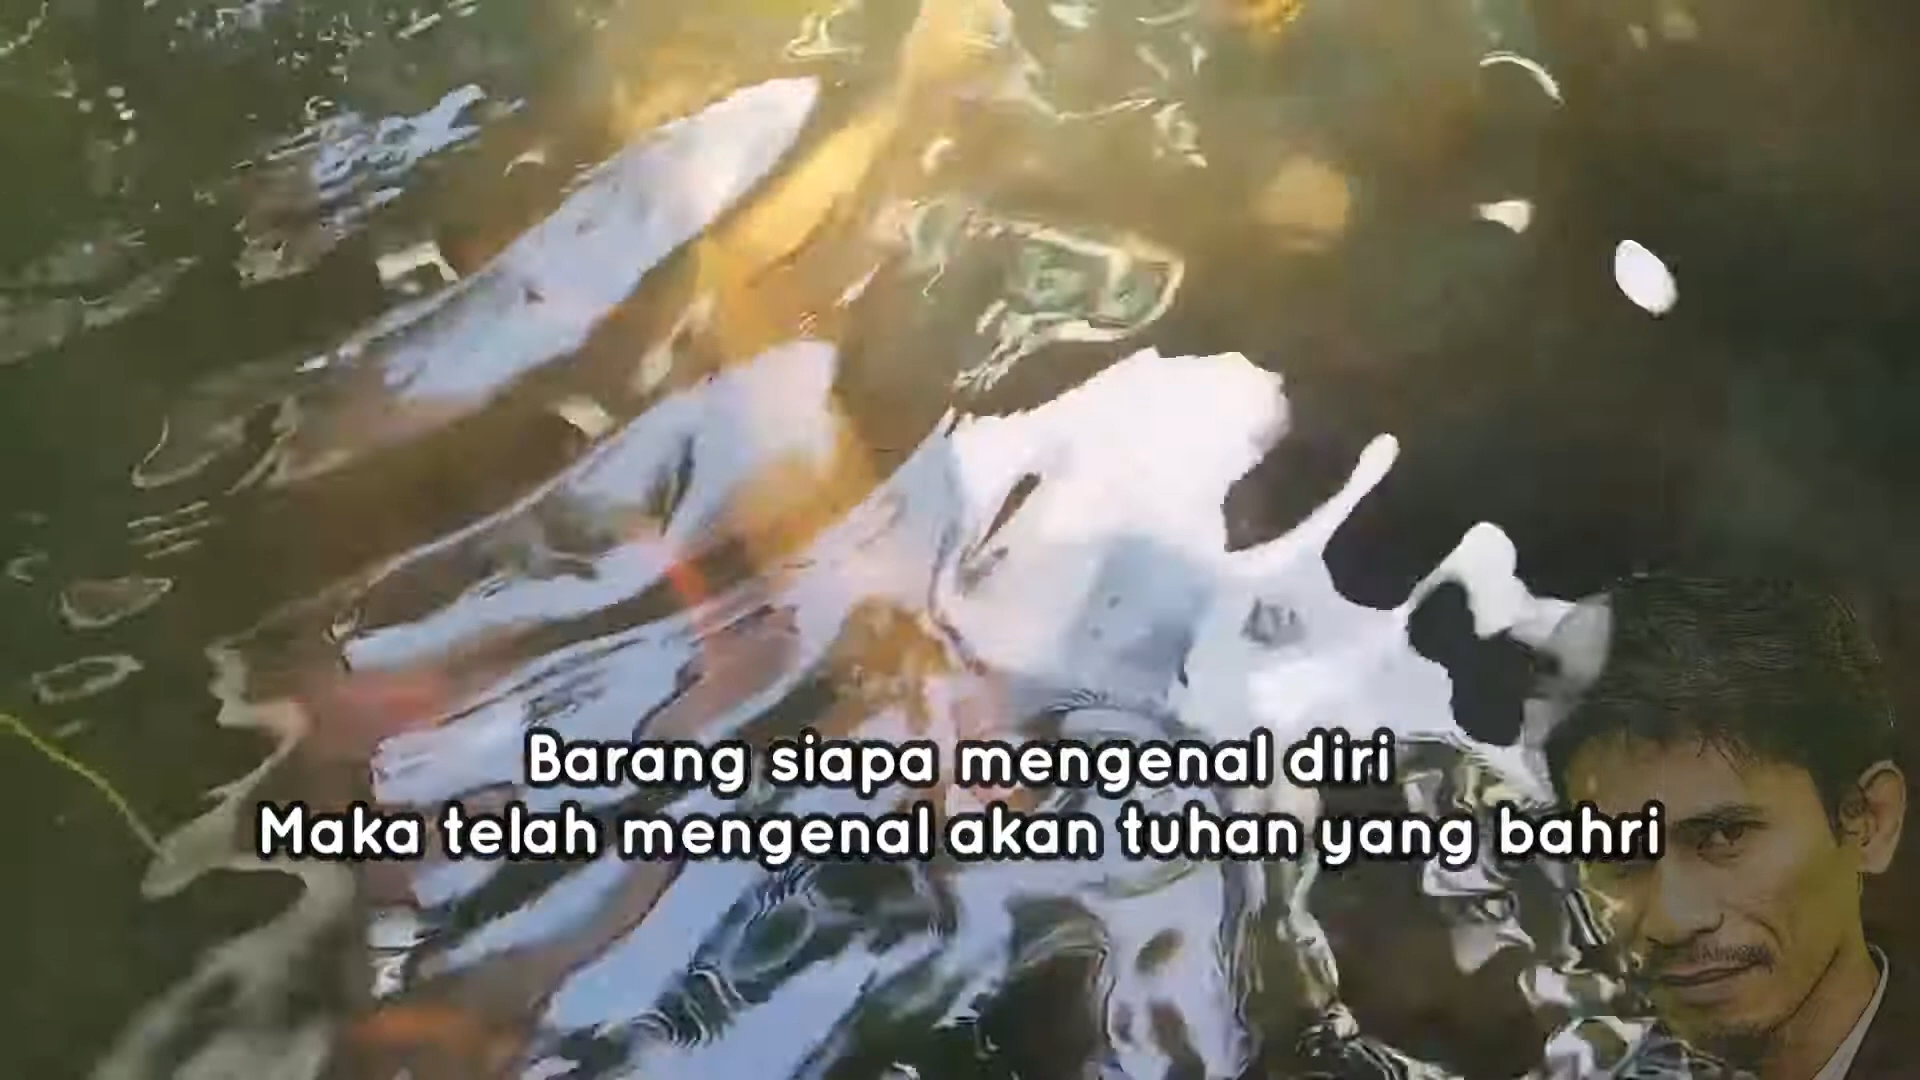 Barang siapa mengenal diri
Maka telah mengenal akan tuhan yang bahri